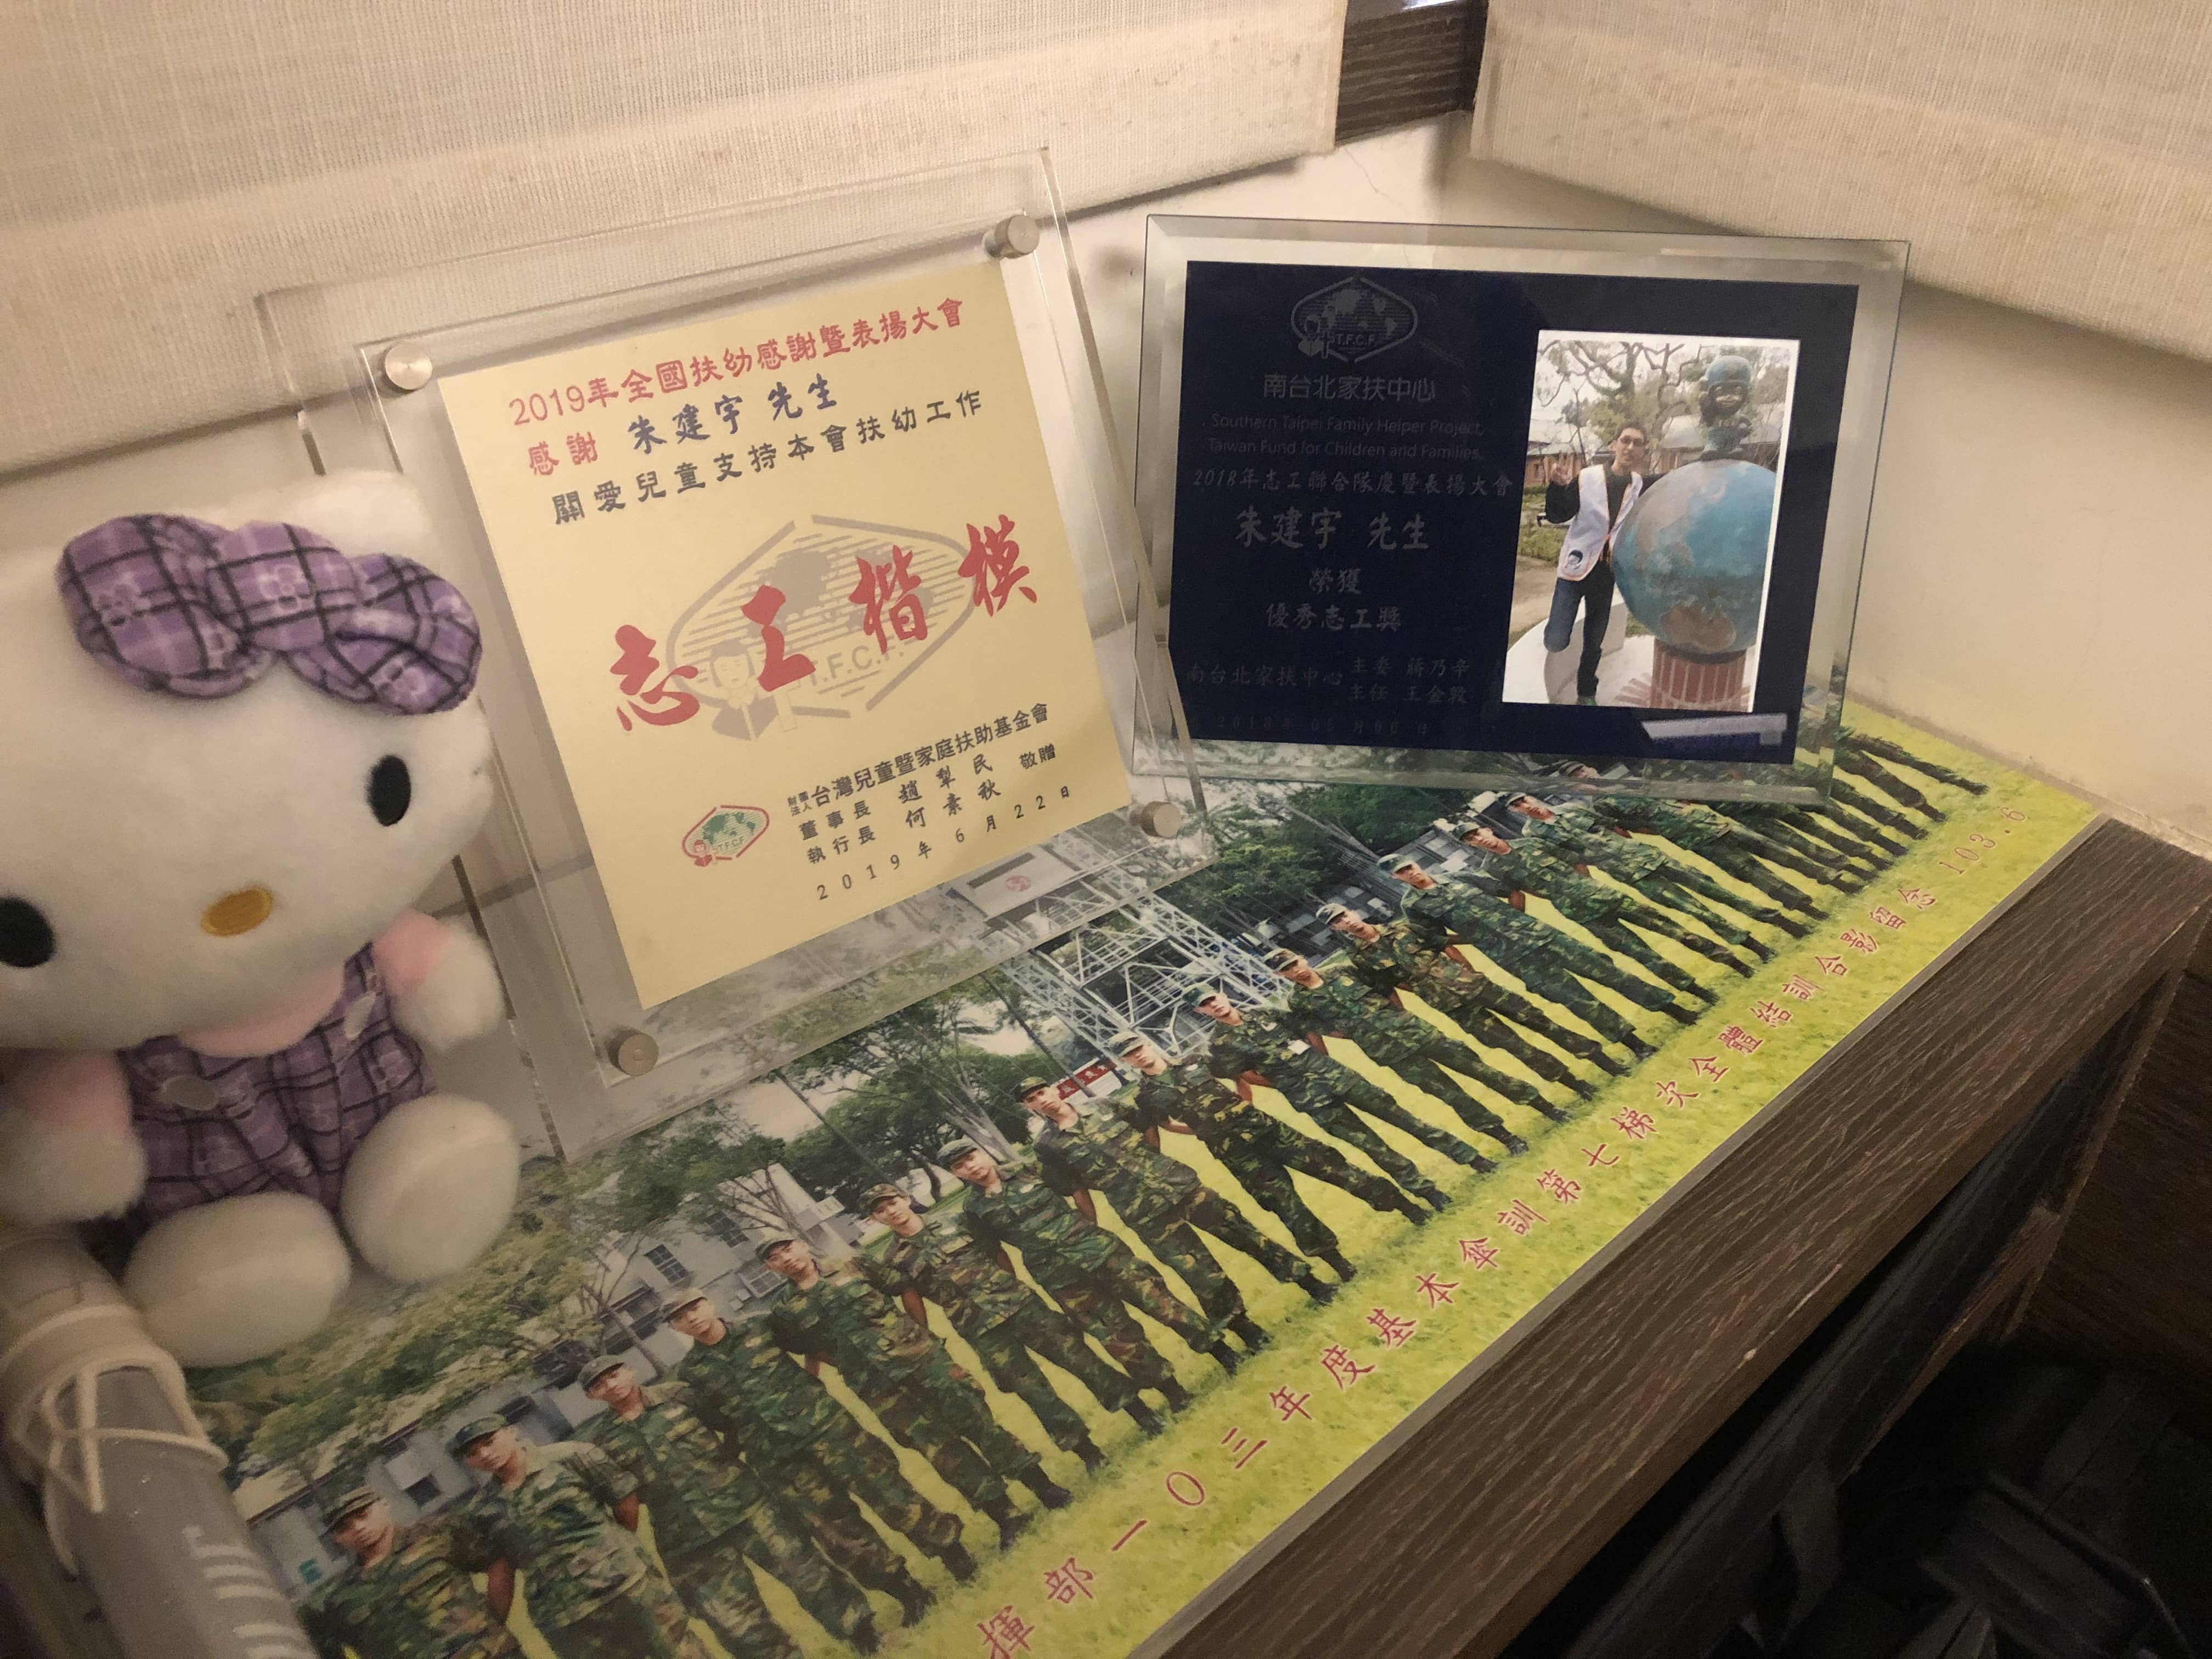 2019年全國扶幼感謝暨表揚大會
感謝 朱建宇 先生
關愛兒童支持本會扶幼工作
志工楷模
T.F.C.F.
財團法人台灣兒童暨家庭扶助基金會
董事長 趙犁民 敬贈
執行長 何素秋
2019年6月22日
T.F.C.F.
T.F.C.F.
南台北家扶中心
Southern Taipei Family Helper Project,
Taiwan Fund for Children and Families.
2018年志工聯合隊慶暨表揚大會
朱建宇 先生
榮獲
優秀志工獎
南台北家扶中心 主委 蔣乃辛
主任 王金敦
揮部一0三年度基本傘訓第七梯次全體結訓合影留念 103.6